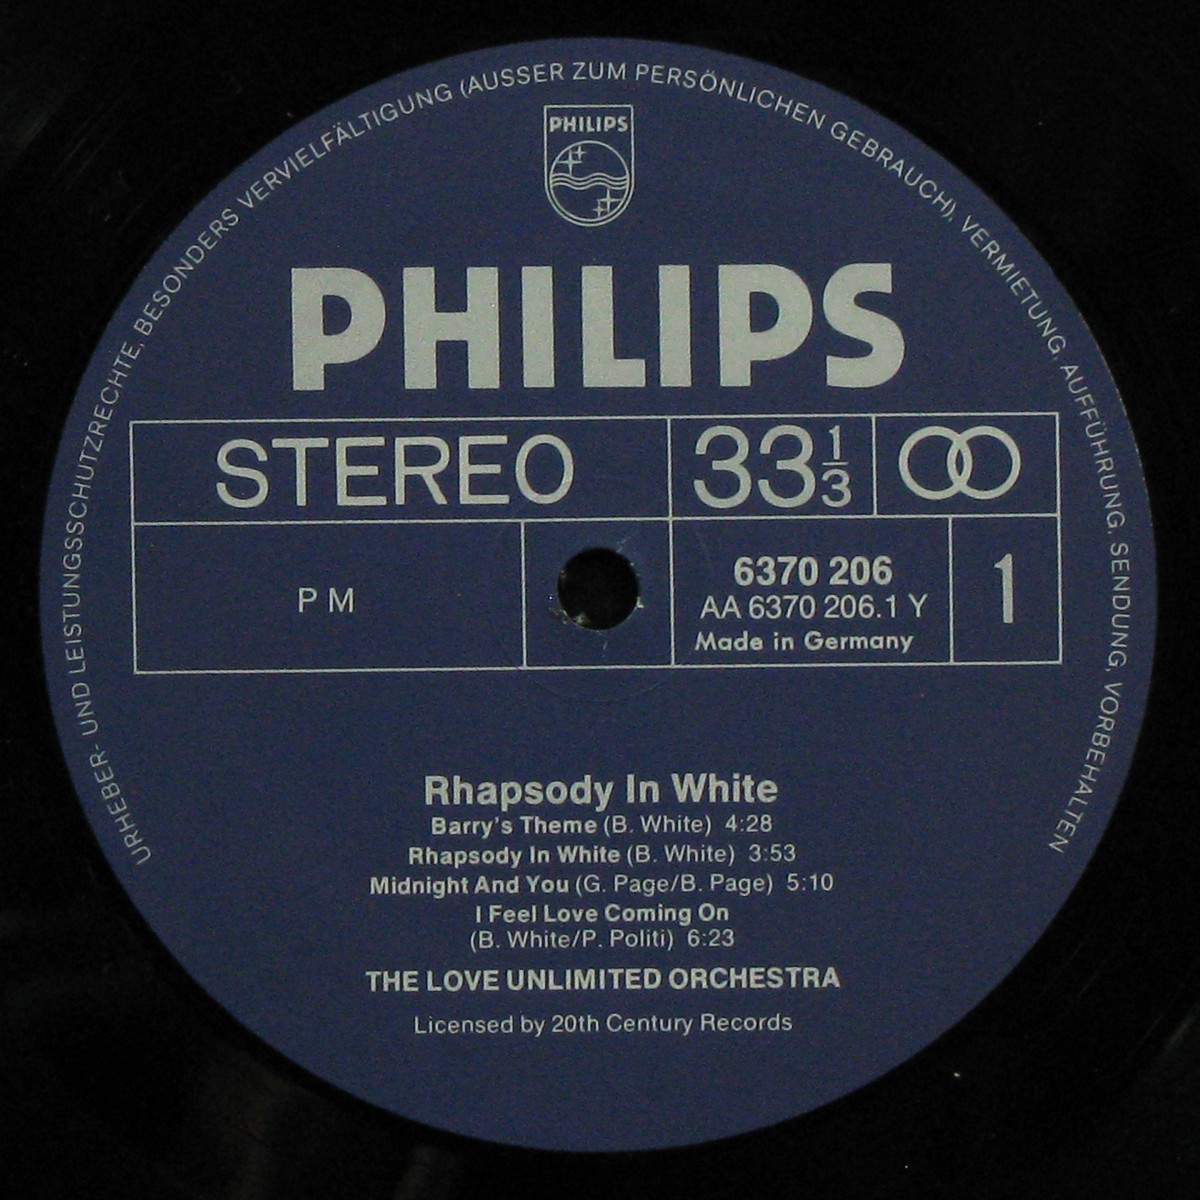 URHEBER- UND LEISTUNGSSCHUTZRECHTE, BESONDERS VERVIELFÄLTIGUNG (AUSSER ZUM PERSÖNLICHEN GEBRAUCH), VERMIETUNG, AUFFÜHRUNG, SENDUNG, VORBEHALTEN
PHILIPS
PHILIPS
STEREO 33 1/3
PM
6370 206
AA 6370 206.1 Y
Made in Germany
1
Rhapsody In White
Barry's Theme (B. White) 4:28
Rhapsody In White (B. White) 3:53
Midnight And You (G. Page/B. Page) 5:10
I Feel Love Coming On
(B. White/P. Politi) 6:23
THE LOVE UNLIMITED ORCHESTRA
Licensed by 20th Century Records